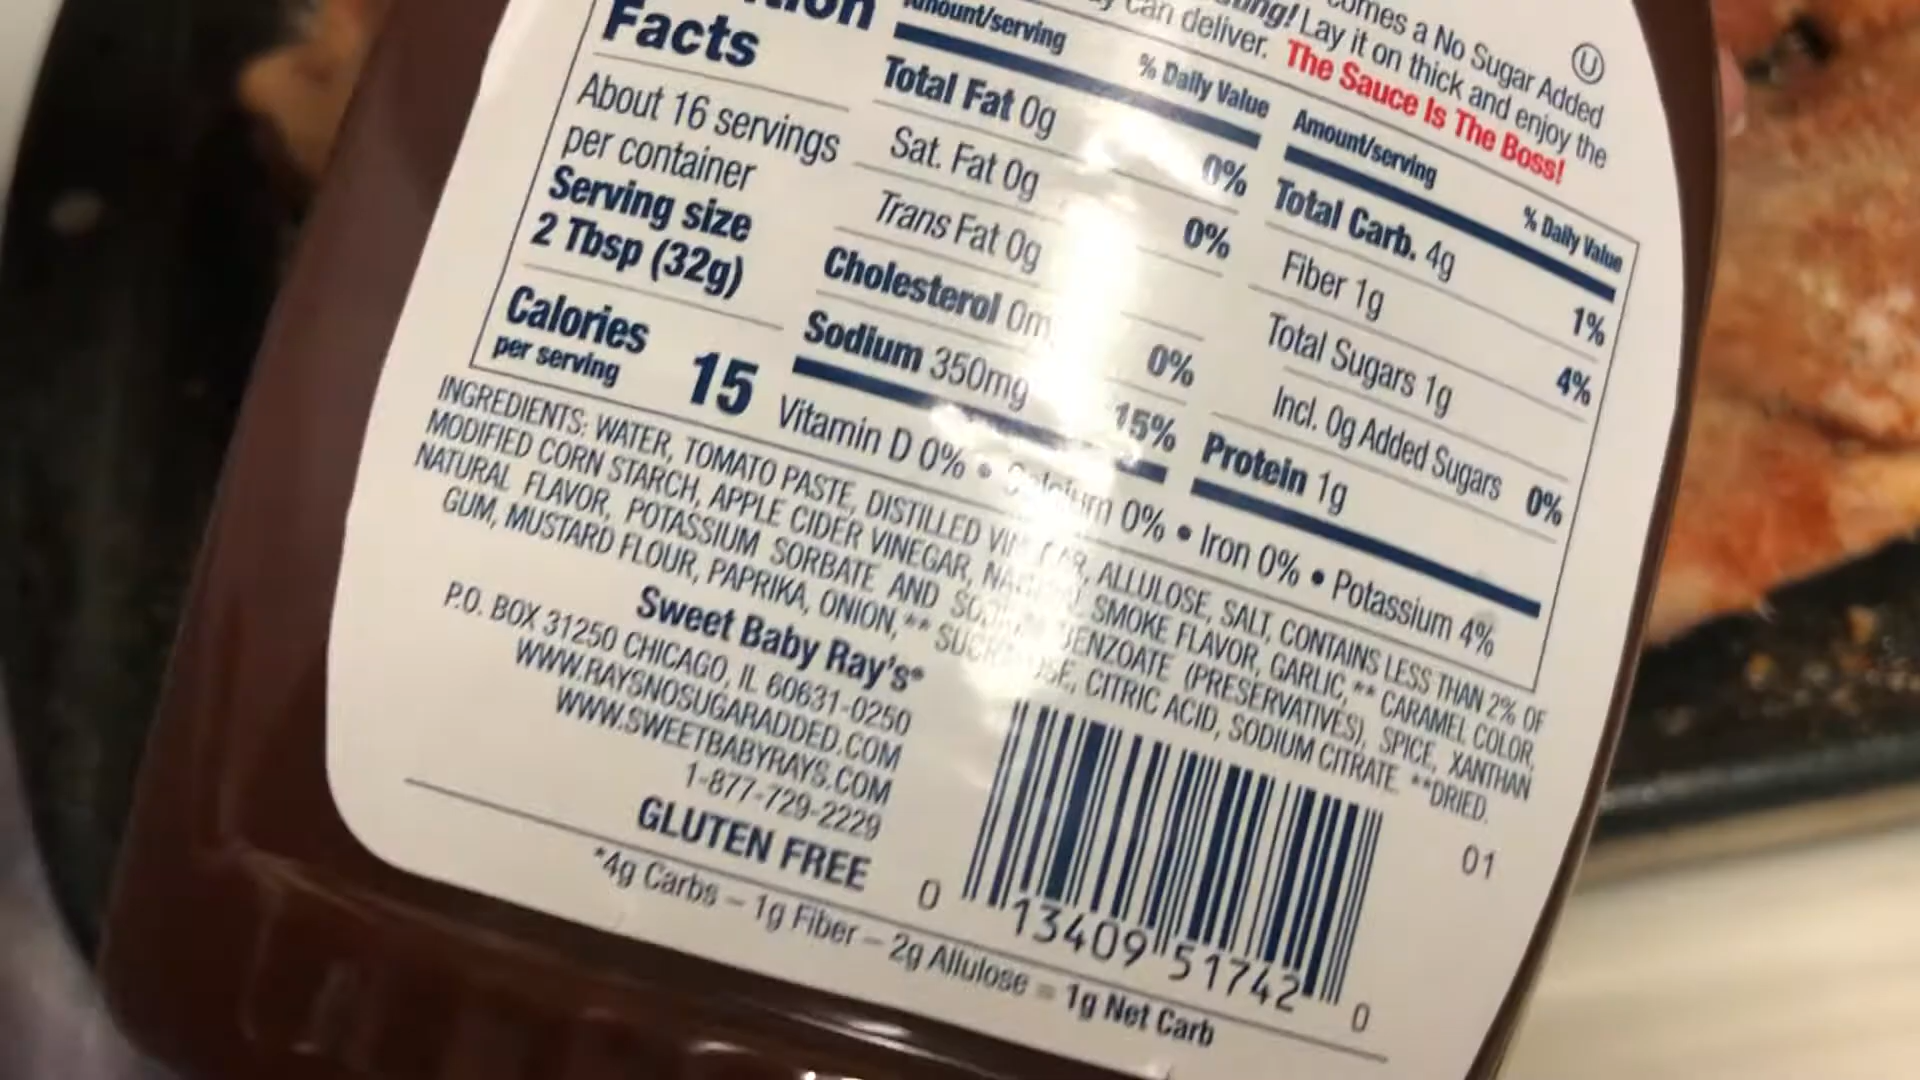 omes a No Sugar Added
Lay it on thick and enjoy the
can deliver. The Sauce Is The Boss!
U
Facts
About 16 servings
per container
Serving size
2 Tbsp (32g)
Calories
per serving
15
Amount/serving
% Daily Value
Total Fat 0g
0%
Sat. Fat 0g
0%
Trans Fat 0g
Cholesterol 0m
0%
Sodium 350mg
15%
Amount/serving
% Daily Value
Total Carb. 4g
1%
Fiber 1g
4%
Total Sugars 1g
Incl. 0g Added Sugars 0%
Protein 1g
Vitamin D 0% • Calcium 0% • Iron 0% • Potassium 4%
INGREDIENTS: WATER, TOMATO PASTE, DISTILLED VINEGAR, ALLULOSE, SALT, CONTAINS LESS THAN 2% OF
MODIFIED CORN STARCH, APPLE CIDER VINEGAR, NATURAL SMOKE FLAVOR, GARLIC,** CARAMEL COLOR,
NATURAL FLAVOR, POTASSIUM SORBATE AND SODIUM BENZOATE (PRESERVATIVES), SPICE, XANTHAN
GUM, MUSTARD FLOUR, PAPRIKA, ONION,** SUCRALOSE, CITRIC ACID, SODIUM CITRATE. **DRIED.
Sweet Baby Ray's®
P.O. BOX 31250 CHICAGO, IL 60631-0250
WWW.RAYSNOSUGARADDED.COM
WWW.SWEETBABYRAYS.COM
1-877-729-2229
GLUTEN FREE
*4g Carbs – 1g Fiber – 2g Allulose = 1g Net Carb
0 13409 51742 0
01